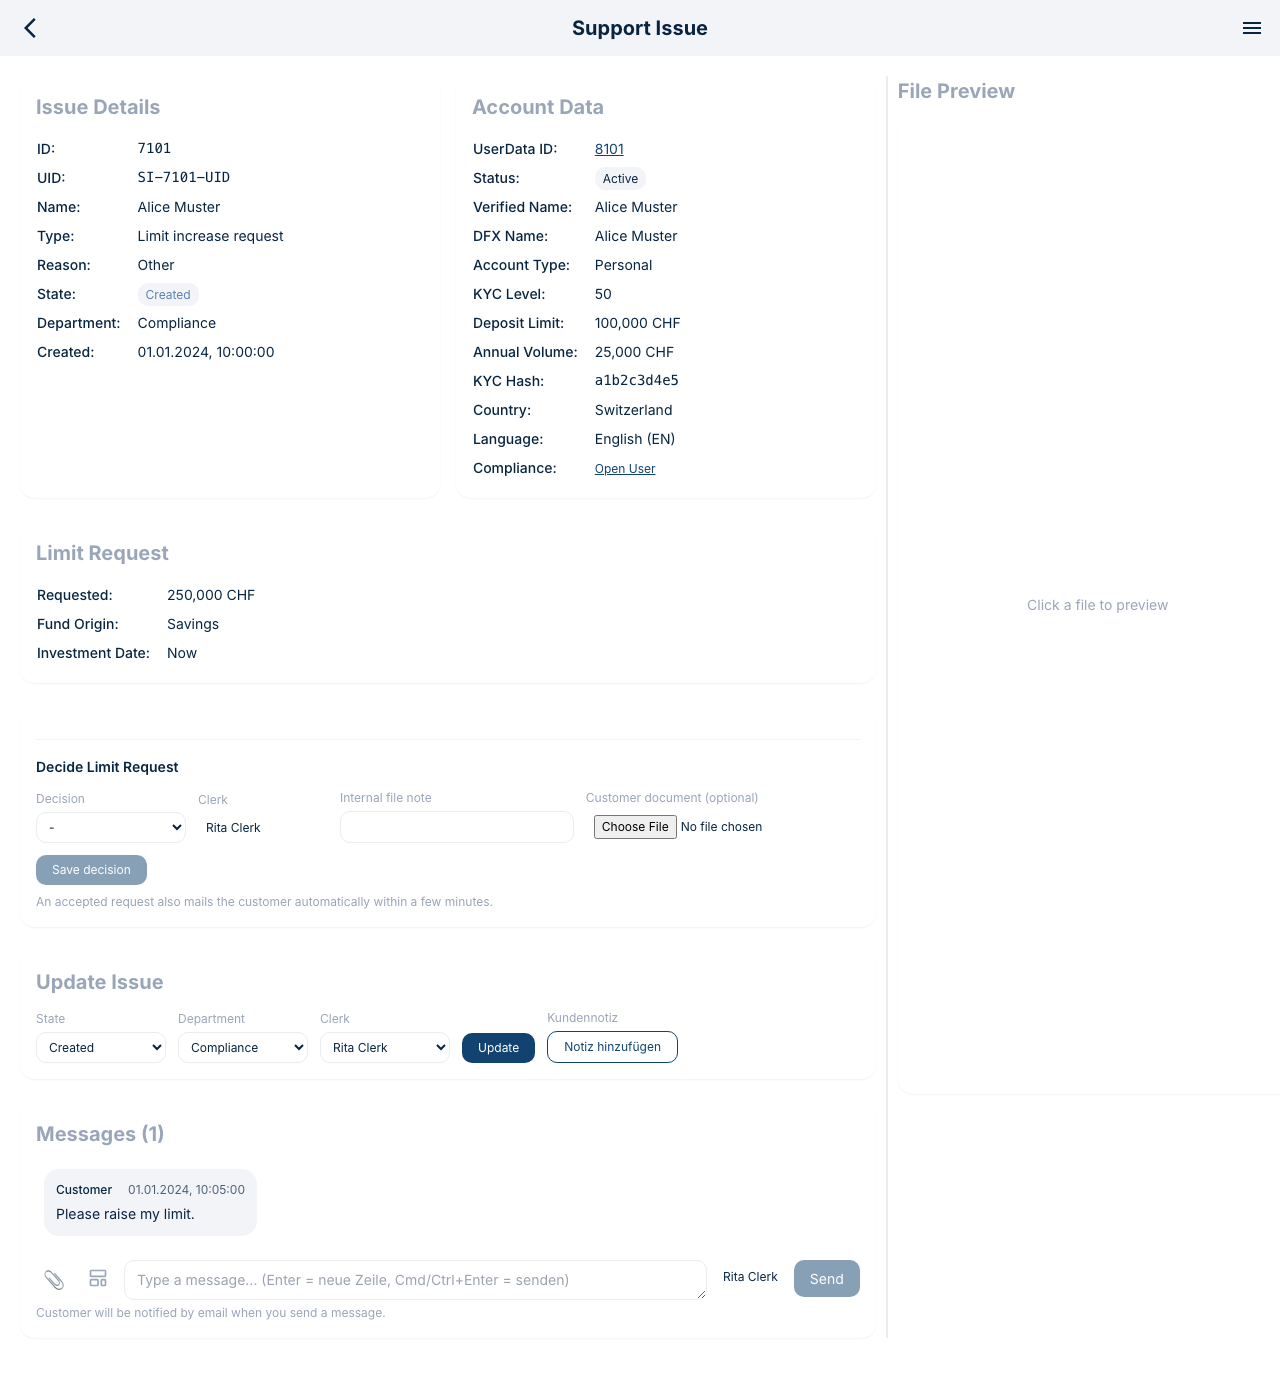 Support Issue
Issue Details
ID: 7101
UID: SI-7101-UID
Name: Alice Muster
Type: Limit increase request
Reason: Other
State: Created
Department: Compliance
Created: 01.01.2024, 10:00:00
Account Data
UserData ID: 8101
Status: Active
Verified Name: Alice Muster
DFX Name: Alice Muster
Account Type: Personal
KYC Level: 50
Deposit Limit: 100,000 CHF
Annual Volume: 25,000 CHF
KYC Hash: a1b2c3d4e5
Country: Switzerland
Language: English (EN)
Compliance: Open User
Limit Request
Requested: 250,000 CHF
Fund Origin: Savings
Investment Date: Now
Decide Limit Request
Decision Clerk Internal file note Customer document (optional)
- Rita Clerk Choose File No file chosen
Save decision
An accepted request also mails the customer automatically within a few minutes.
Update Issue
State Department Clerk Kundennotiz
Created Compliance Rita Clerk Update Notiz hinzufügen
Messages (1)
Customer 01.01.2024, 10:05:00
Please raise my limit.
Type a message... (Enter = neue Zeile, Cmd/Ctrl+Enter = senden) Rita Clerk Send
Customer will be notified by email when you send a message.
File Preview
Click a file to preview